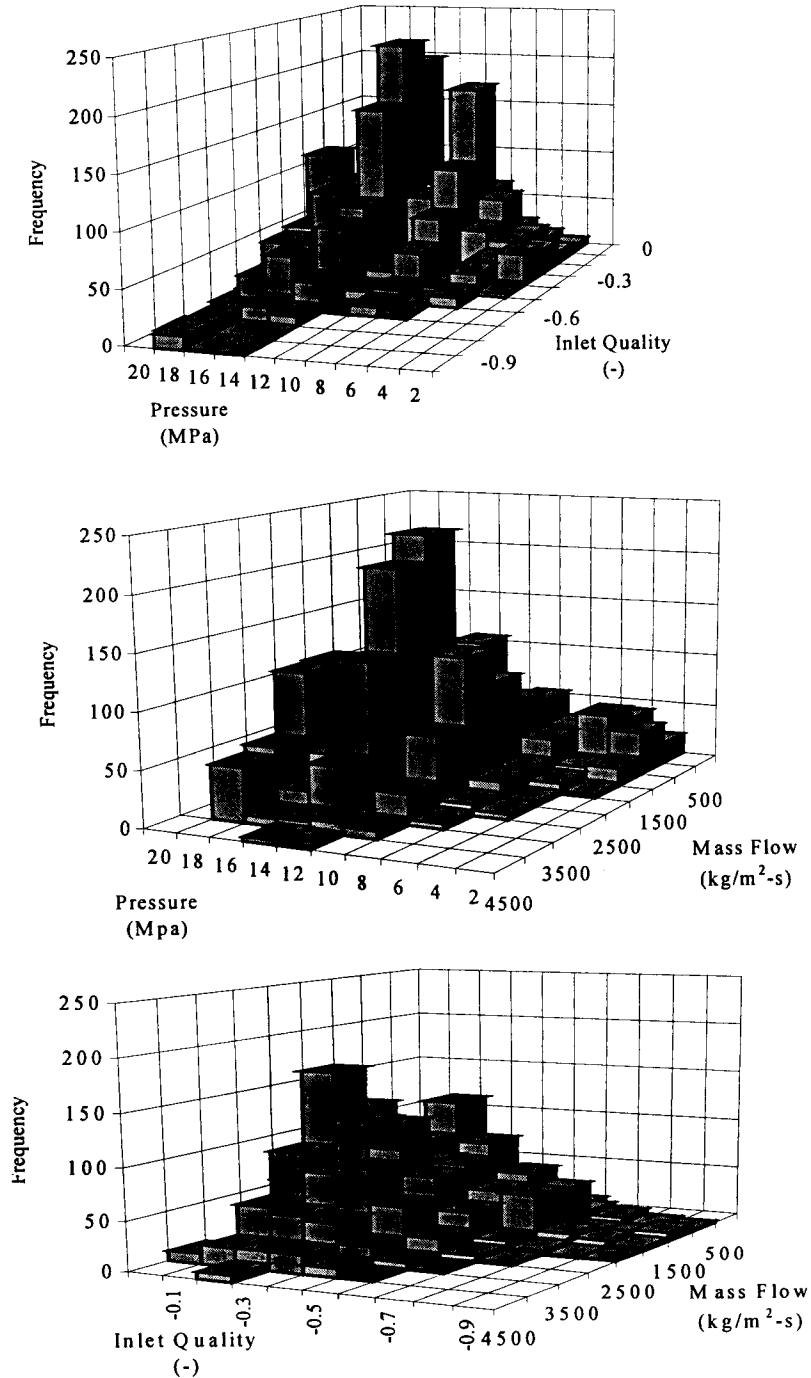 250
200
150
100
50
0
Frequency
20 18 16 14 12 10 8 6 4 2
Pressure
(MPa)
0
-0.3
-0.6
-0.9
Inlet Quality
(-)
250
200
150
100
50
0
Frequency
20 18 16 14 12 10 8 6 4 2
Pressure
(Mpa)
500
1500
2500
3500
4500
Mass Flow
(kg/m²-s)
250
200
150
100
50
0
Frequency
-0.1 -0.3 -0.5 -0.7 -0.9
Inlet Quality
(-)
500
1500
2500
3500
4500
Mass Flow
(kg/m²-s)